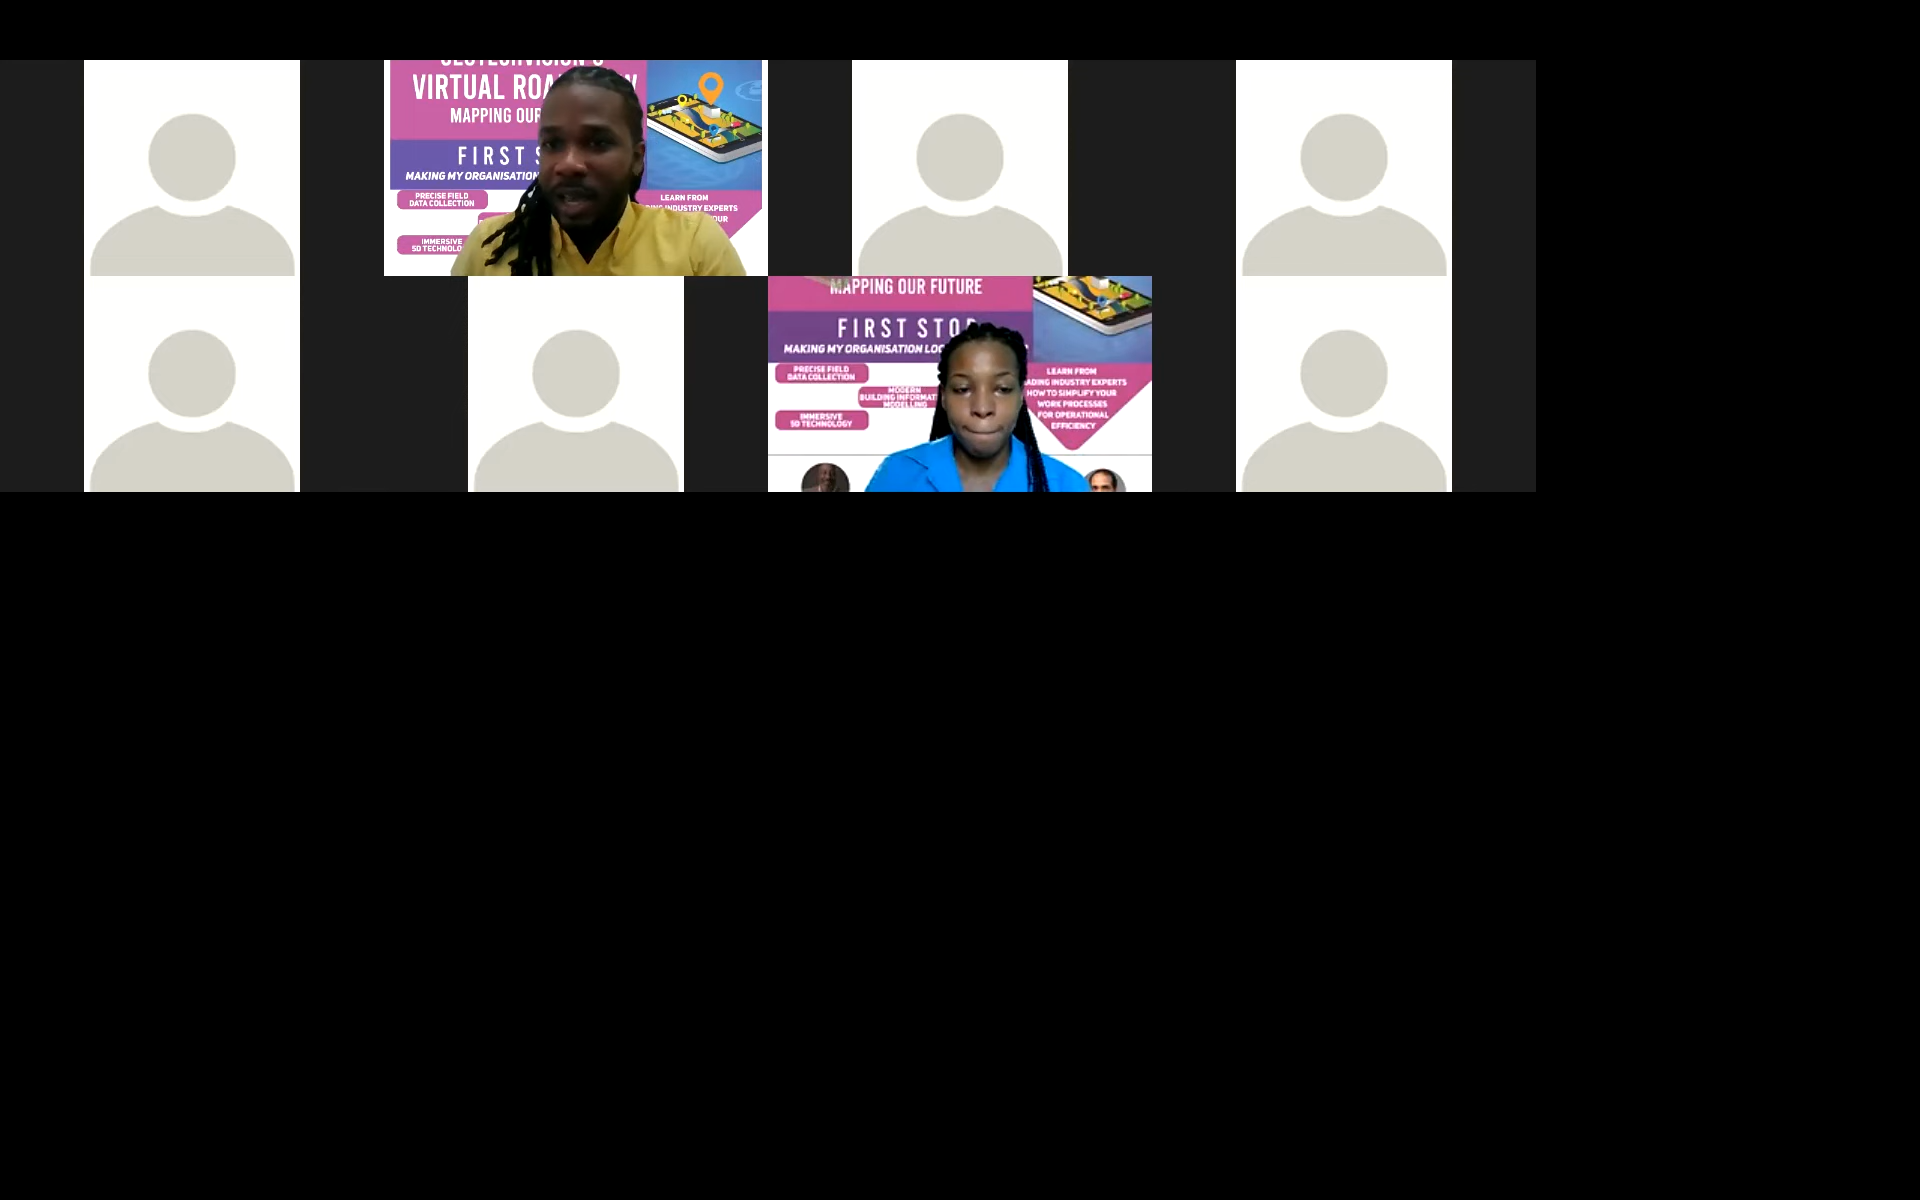 VIRTUAL
MAPPING OUR
FIRST
MAKING MY ORGANISATION
PRECISE FIELD
DATA COLLECTION
IMMERSIVE
5D
LEARN FROM
INDUSTRY EXPERTS
MAPPING OUR FUTURE
FIRST STOP
MAKING MY ORGANISATION
PRECISE FIELD
DATA COLLECTION
MODERN
BUILDING
MODELLING
IMMERSIVE
5D TECHNOLOGY
LEARN FROM
INDUSTRY EXPERTS
HOW TO SIMPLIFY YOUR
WORK PROCESSES
FOR OPERATIONAL
EFFICIENCY